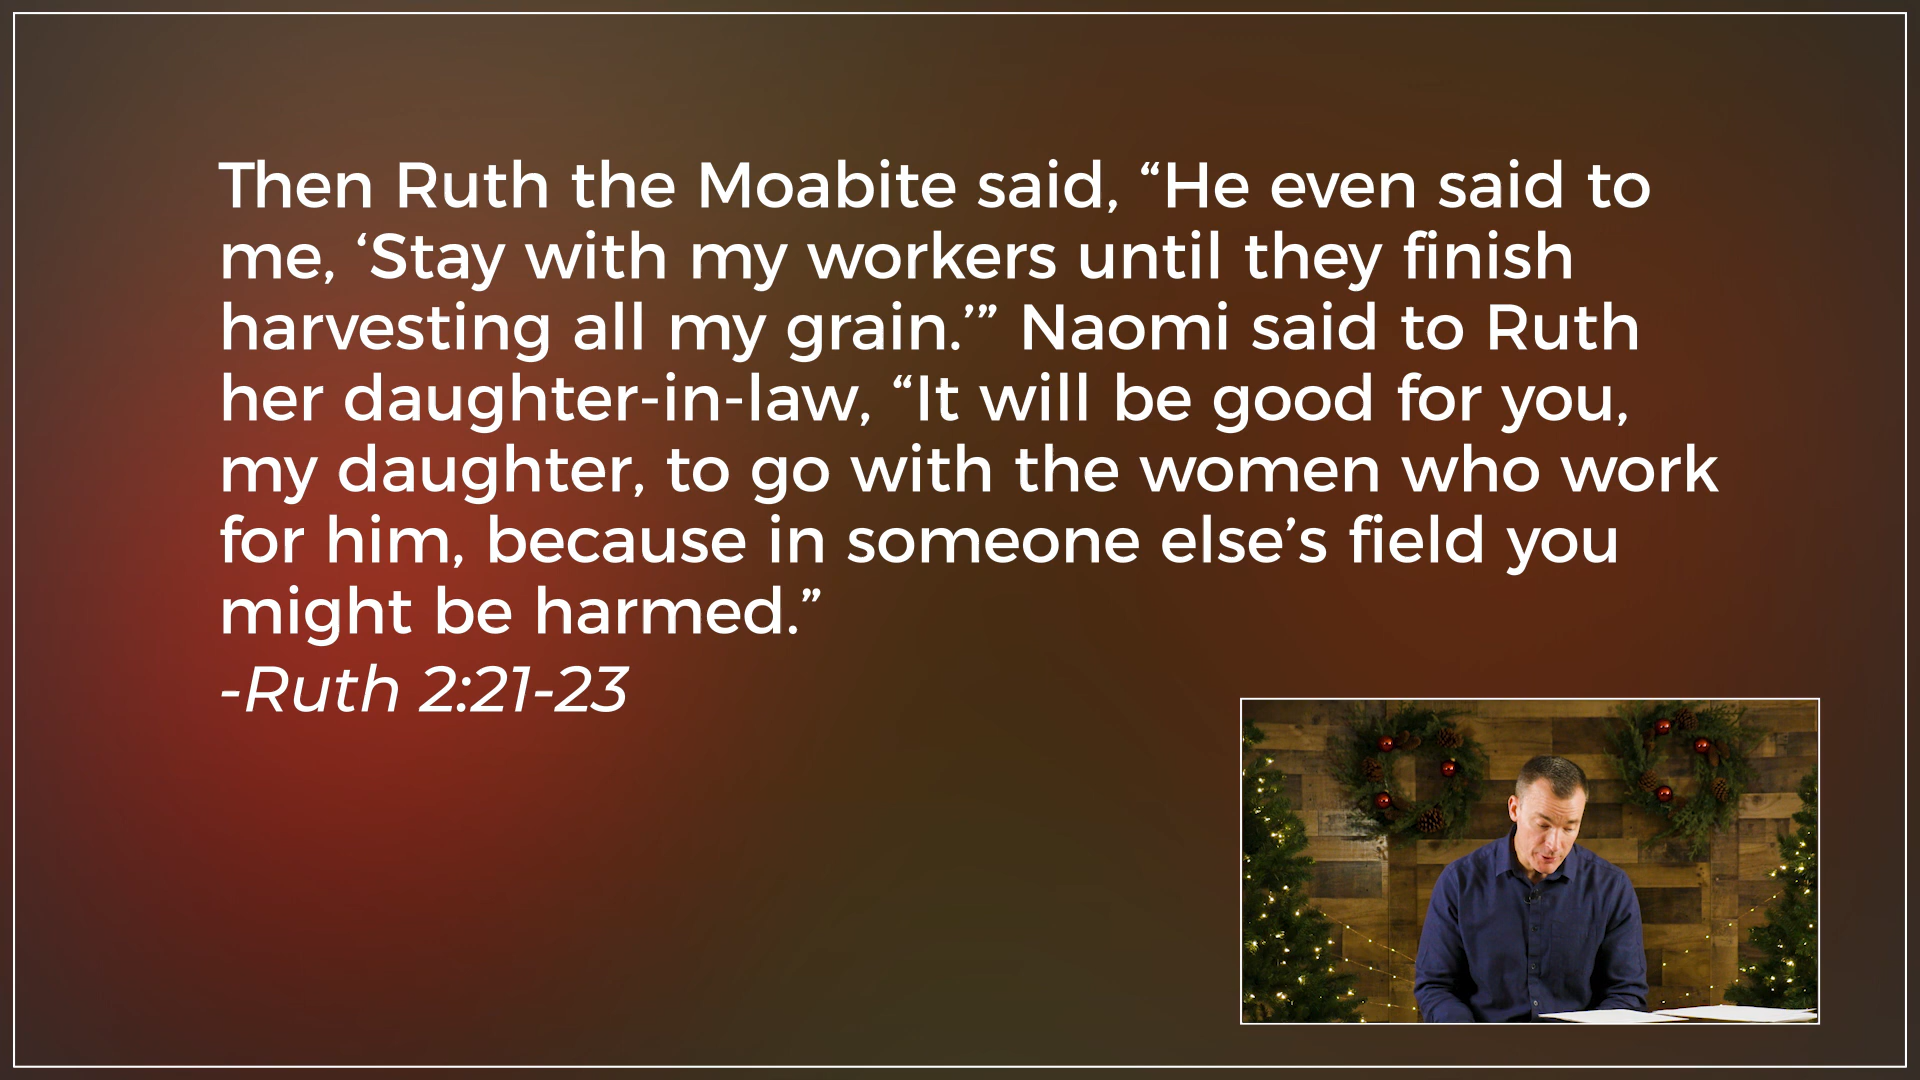 Then Ruth the Moabite said, “He even said to
me, ‘Stay with my workers until they finish
harvesting all my grain.’” Naomi said to Ruth
her daughter-in-law, “It will be good for you,
my daughter, to go with the women who work
for him, because in someone else’s field you
might be harmed.”
-Ruth 2:21-23